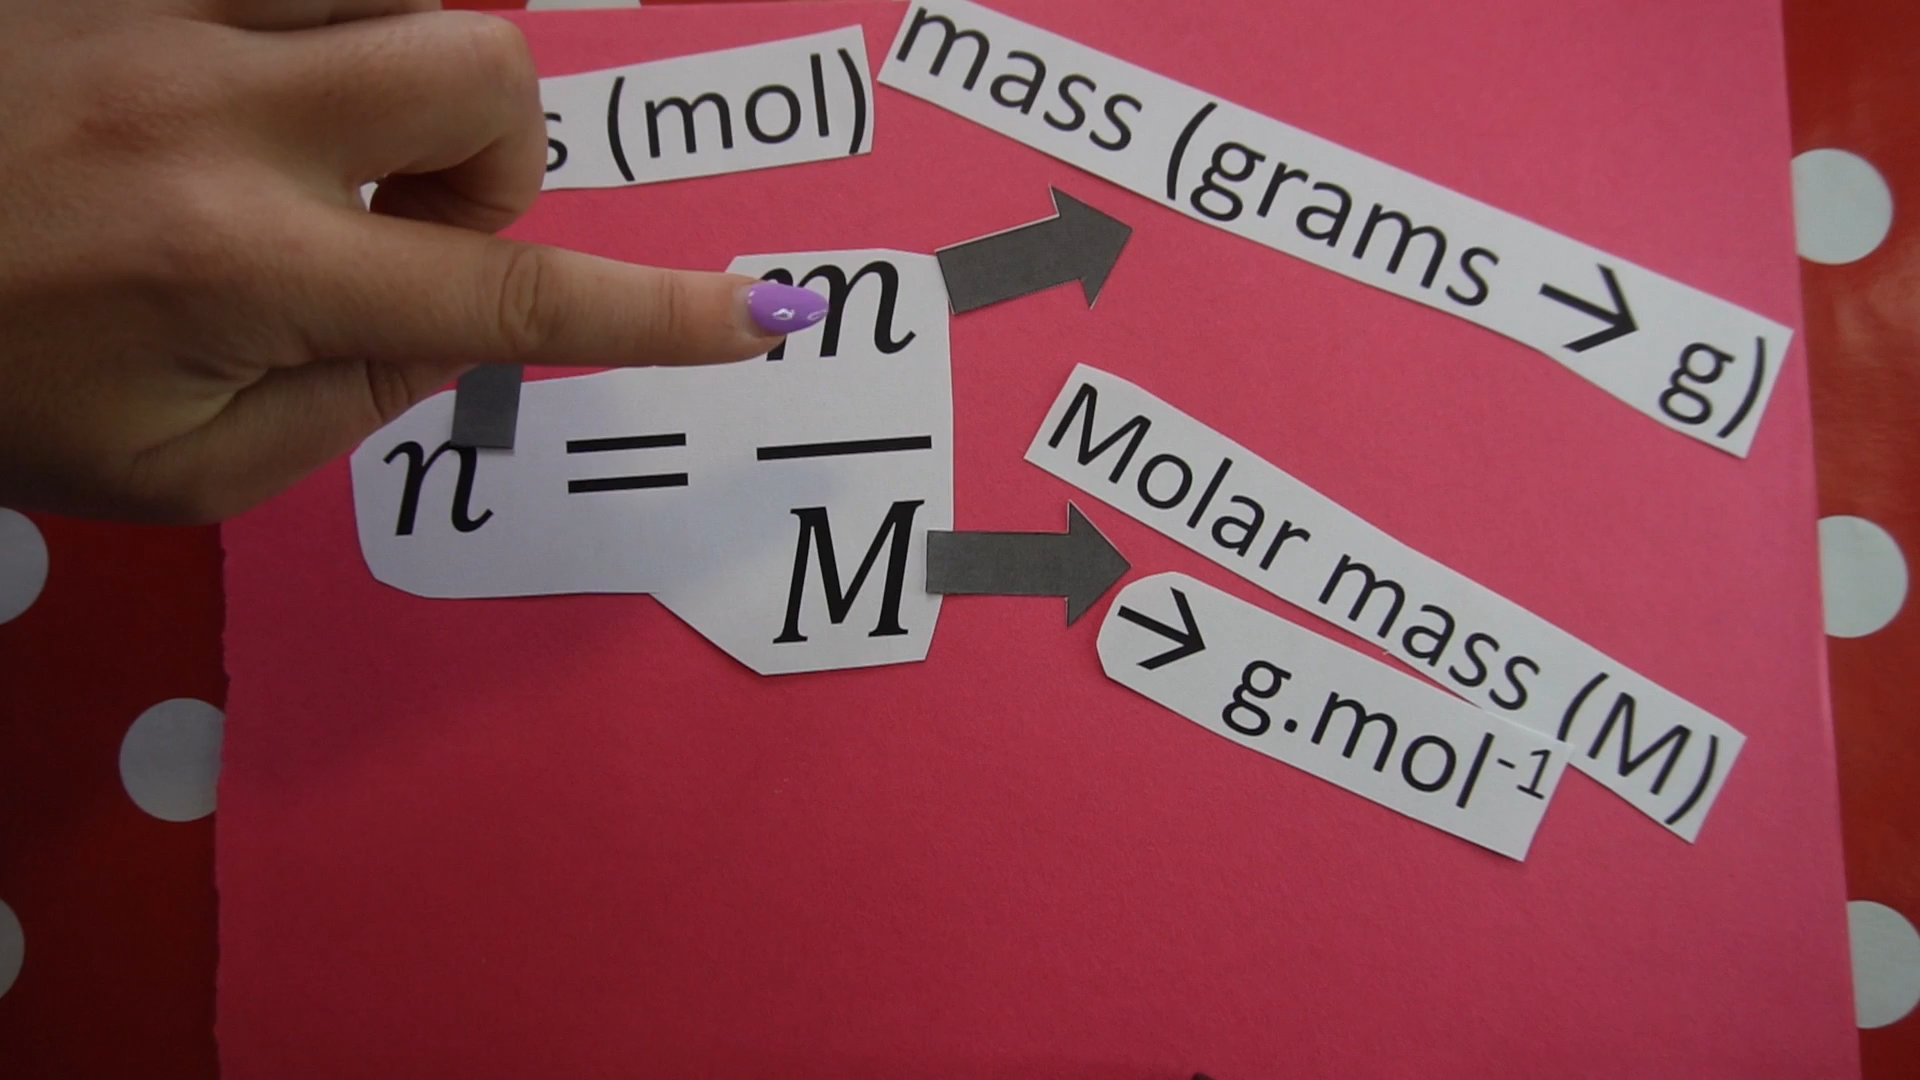 (mol)
mass (grams → g)
n = m/M
Molar mass (M)
→ g.mol⁻¹